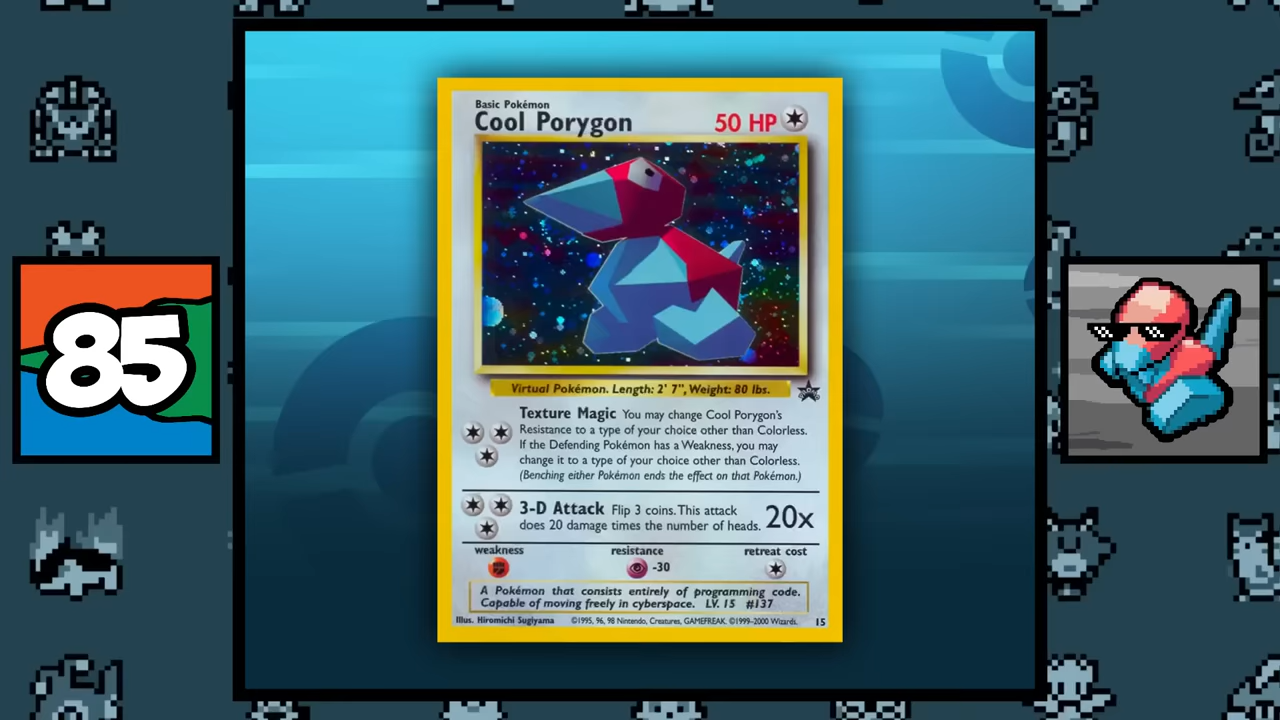 85
Basic Pokémon
Cool Porygon 50 HP
Virtual Pokémon. Length: 2' 7", Weight: 80 lbs.
Texture Magic You may change Cool Porygon's
Resistance to a type of your choice other than Colorless.
If the Defending Pokémon has a Weakness, you may
change it to a type of your choice other than Colorless.
(Benching either Pokémon ends the effect on that Pokémon.)
3-D Attack Flip 3 coins. This attack
does 20 damage times the number of heads. 20x
weakness resistance retreat cost
-30
A Pokémon that consists entirely of programming code.
Capable of moving freely in cyberspace. LV. 15 #137
Illus. Hiromichi Sugiyama ©1995, 96, 98 Nintendo, Creatures, GAMEFREAK. ©1999-2000 Wizards. 15